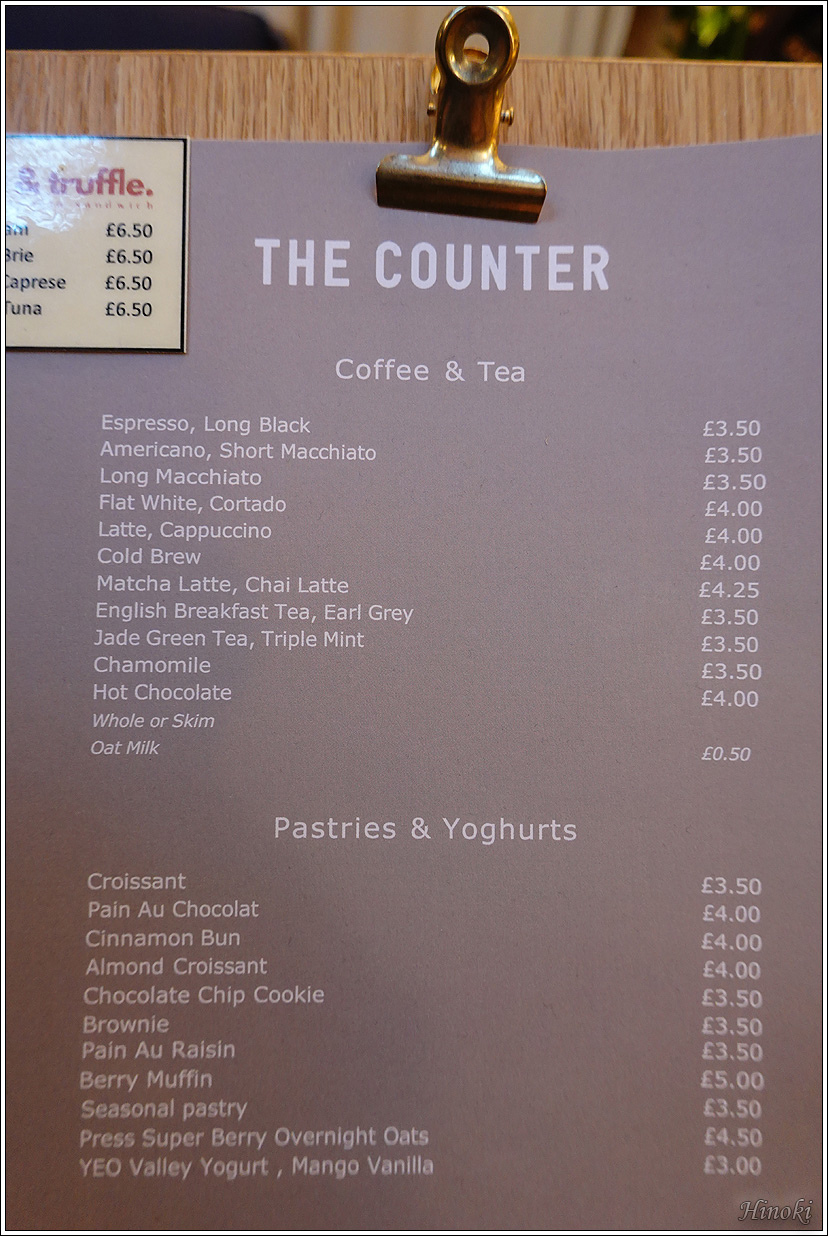 & truffle.
sandwich
£6.50
Brie £6.50
Caprese £6.50
Tuna £6.50
THE COUNTER
Coffee & Tea
Espresso, Long Black £3.50
Americano, Short Macchiato £3.50
Long Macchiato £3.50
Flat White, Cortado £4.00
Latte, Cappuccino £4.00
Cold Brew £4.00
Matcha Latte, Chai Latte £4.25
English Breakfast Tea, Earl Grey £3.50
Jade Green Tea, Triple Mint £3.50
Chamomile £3.50
Hot Chocolate £4.00
Whole or Skim
Oat Milk £0.50
Pastries & Yoghurts
Croissant £3.50
Pain Au Chocolat £4.00
Cinnamon Bun £4.00
Almond Croissant £4.00
Chocolate Chip Cookie £3.50
Brownie £3.50
Pain Au Raisin £3.50
Berry Muffin £5.00
Seasonal pastry £3.50
Press Super Berry Overnight Oats £4.50
YEO Valley Yogurt , Mango Vanilla £3.00
Hinoki